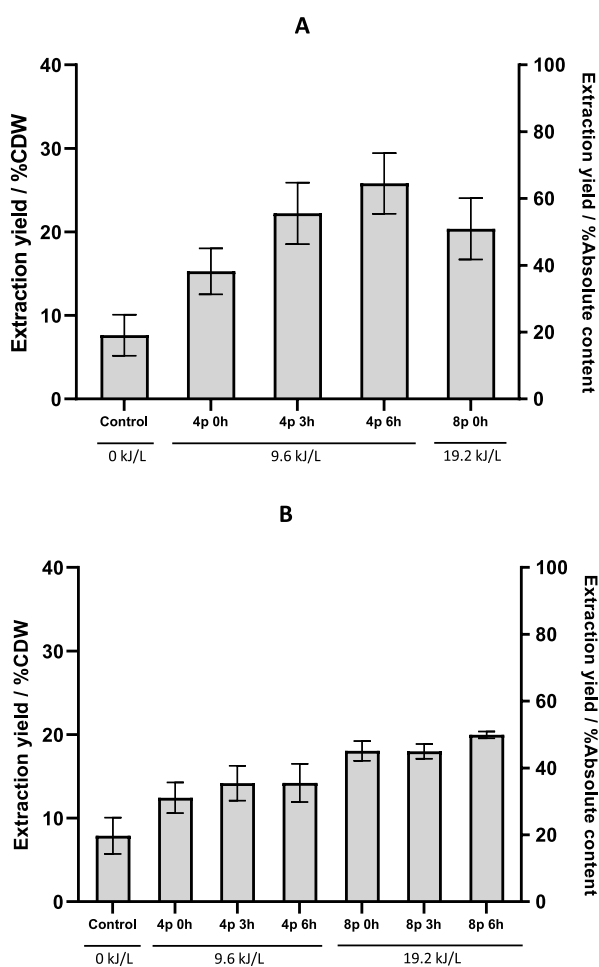 A
Extraction yield / %CDW
40
30
20
10
0
100
80
60
40
20
0
Extraction yield / %Absolute content
Control 4p 0h 4p 3h 4p 6h 8p 0h
0 kJ/L 9.6 kJ/L 19.2 kJ/L
B
Extraction yield / %CDW
40
30
20
10
0
100
80
60
40
20
0
Extraction yield / %Absolute content
Control 4p 0h 4p 3h 4p 6h 8p 0h 8p 3h 8p 6h
0 kJ/L 9.6 kJ/L 19.2 kJ/L